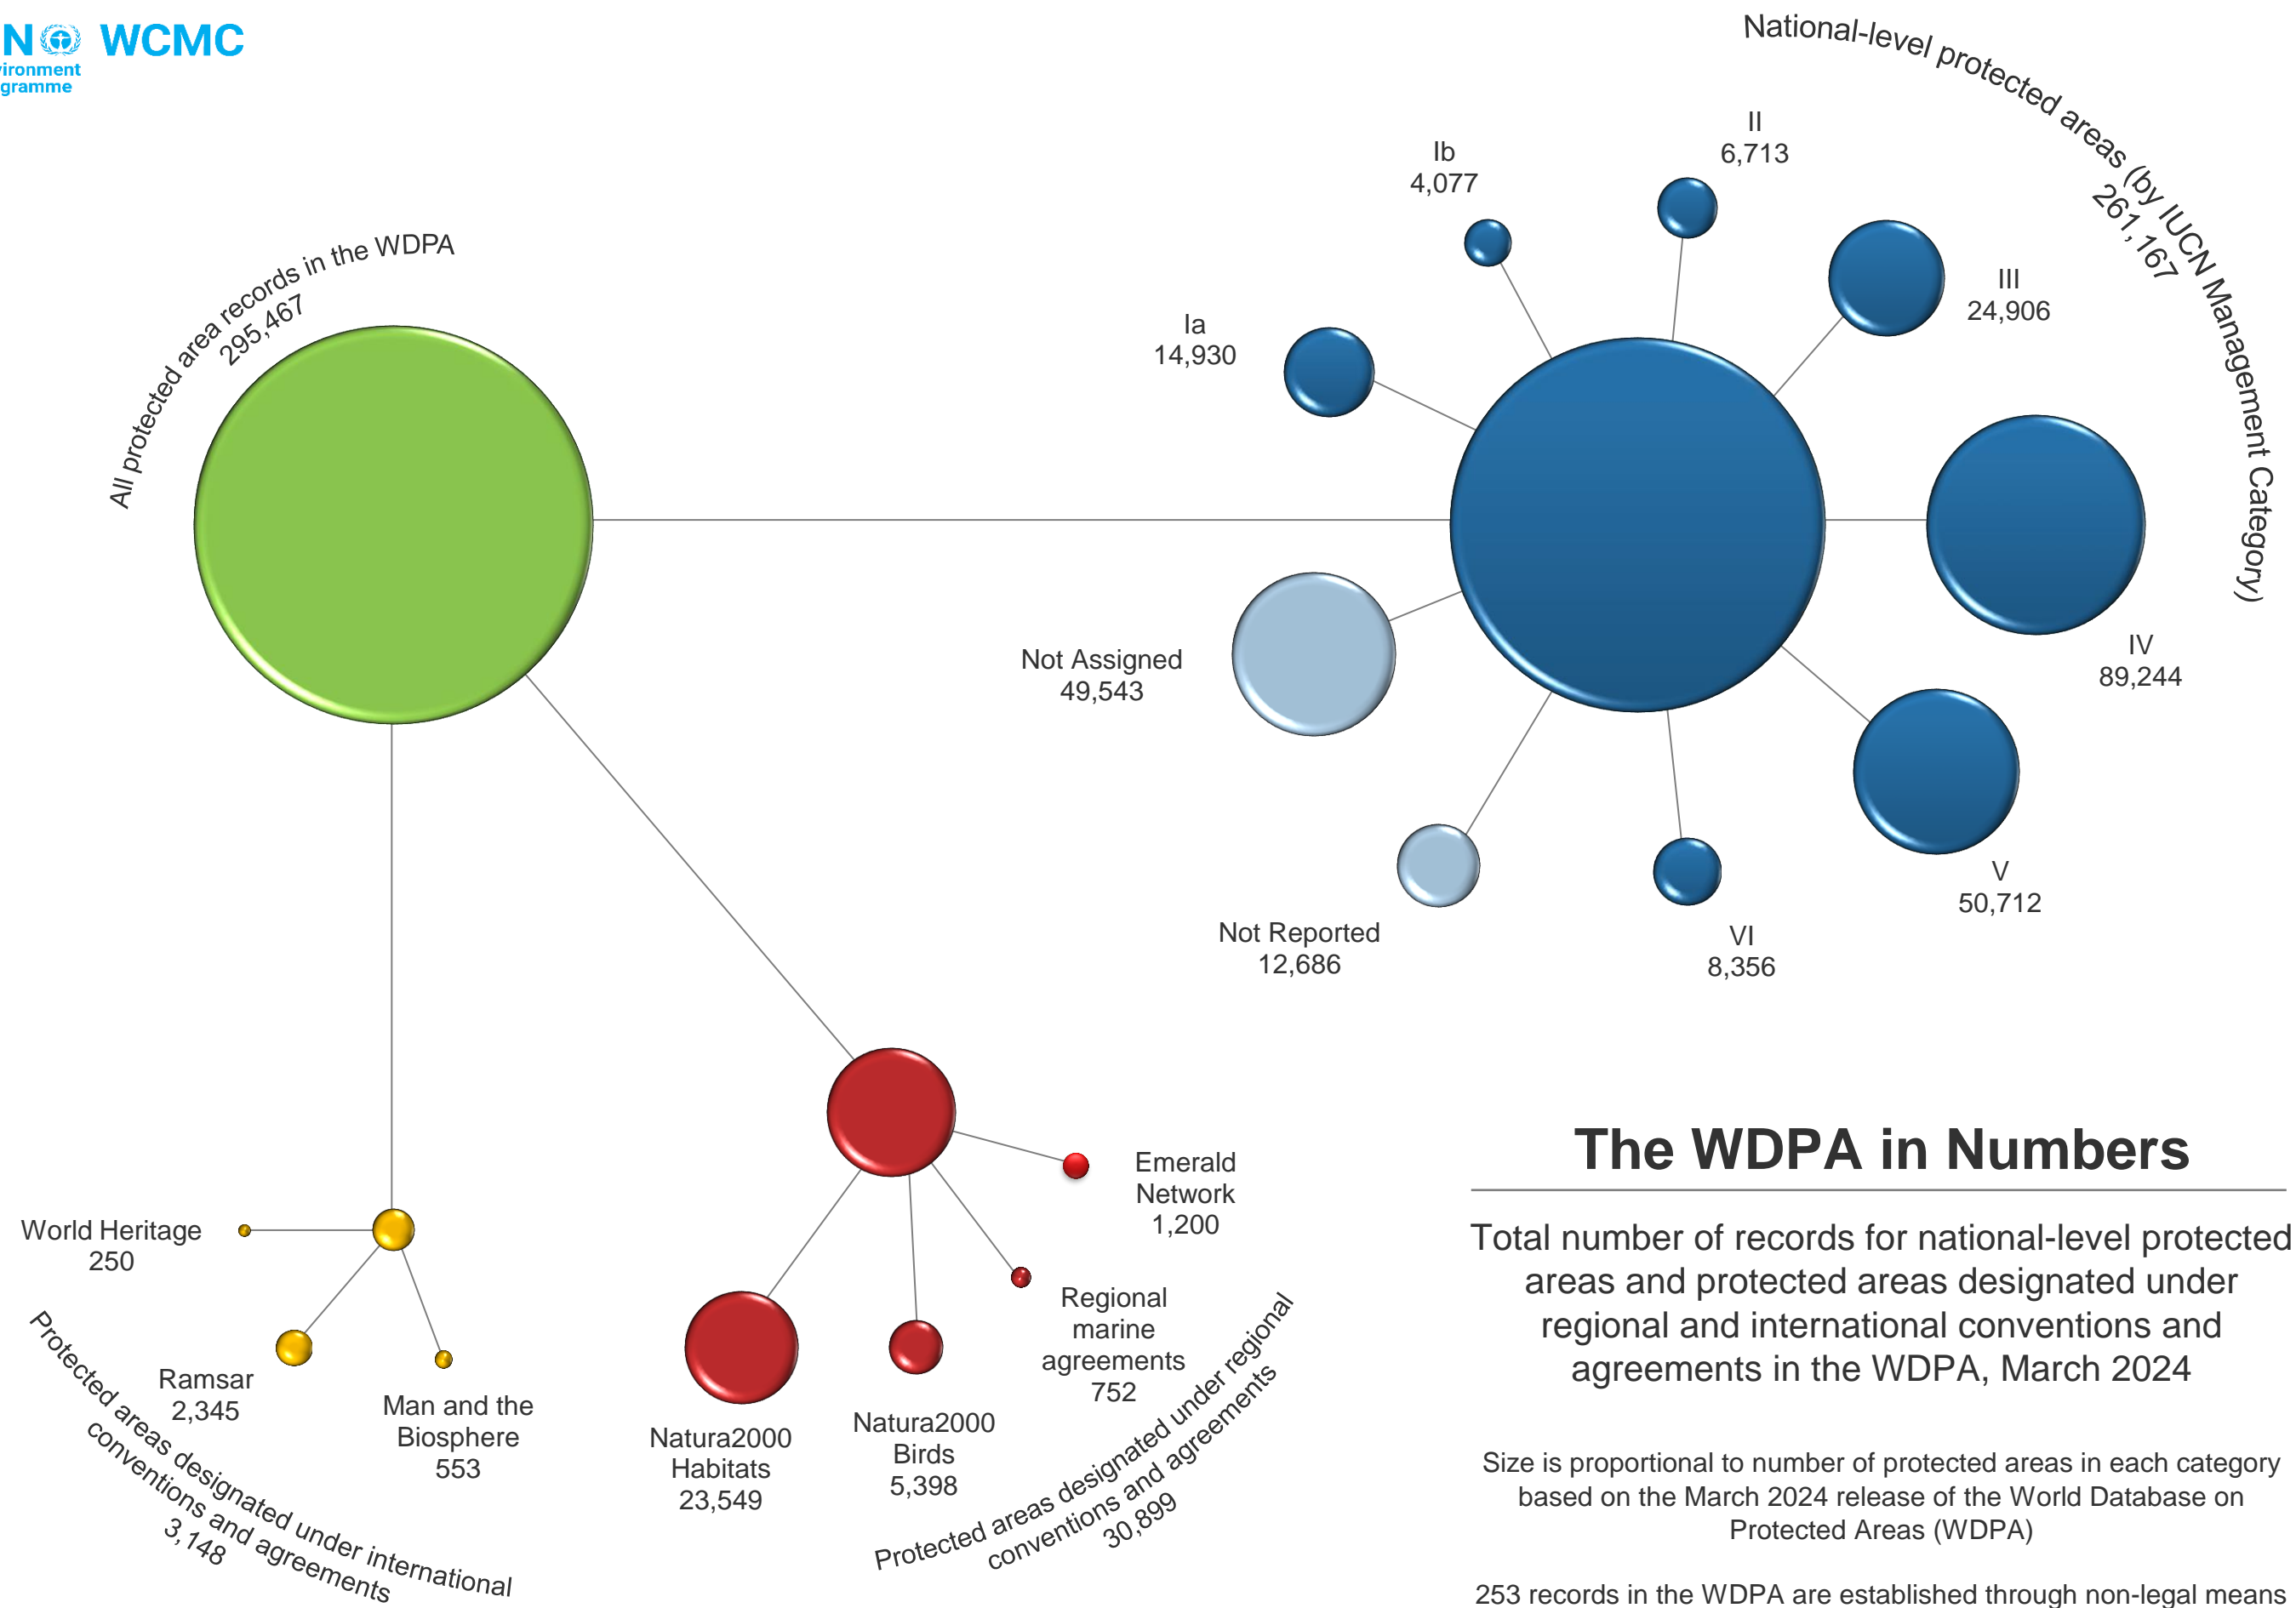 N WCMC
ironment
gramme
All protected area records in the WDPA
295,467
National-level protected areas (by IUCN Management Category)
261,167
Ia
14,930
Ib
4,077
II
6,713
III
24,906
IV
89,244
V
50,712
VI
8,356
Not Reported
12,686
Not Assigned
49,543
World Heritage
250
Ramsar
2,345
Man and the
Biosphere
553
Protected areas designated under international
conventions and agreements
3,148
Natura2000
Habitats
23,549
Natura2000
Birds
5,398
Regional
marine
agreements
752
Emerald
Network
1,200
Protected areas designated under regional
conventions and agreements
30,899
The WDPA in Numbers
Total number of records for national-level protected
areas and protected areas designated under
regional and international conventions and
agreements in the WDPA, March 2024
Size is proportional to number of protected areas in each category
based on the March 2024 release of the World Database on
Protected Areas (WDPA)
253 records in the WDPA are established through non-legal means